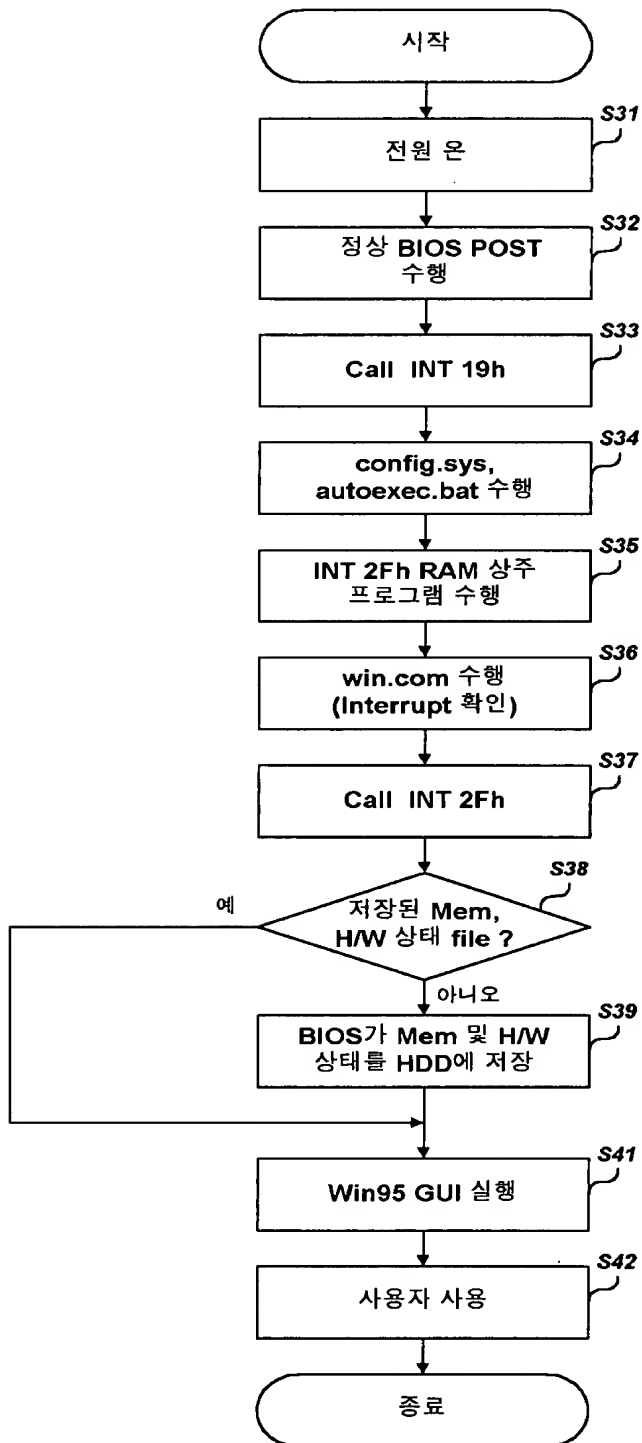 시작
S31
전원 온
S32
정상 BIOS POST
수행
S33
Call INT 19h
S34
config.sys,
autoexec.bat 수행
S35
INT 2Fh RAM 상주
프로그램 수행
S36
win.com 수행
(Interrupt 확인)
S37
Call INT 2Fh
S38
예
저장된 Mem,
H/W 상태 file ?
아니오
S39
BIOS가 Mem 및 H/W
상태를 HDD에 저장
S41
Win95 GUI 실행
S42
사용자 사용
종료